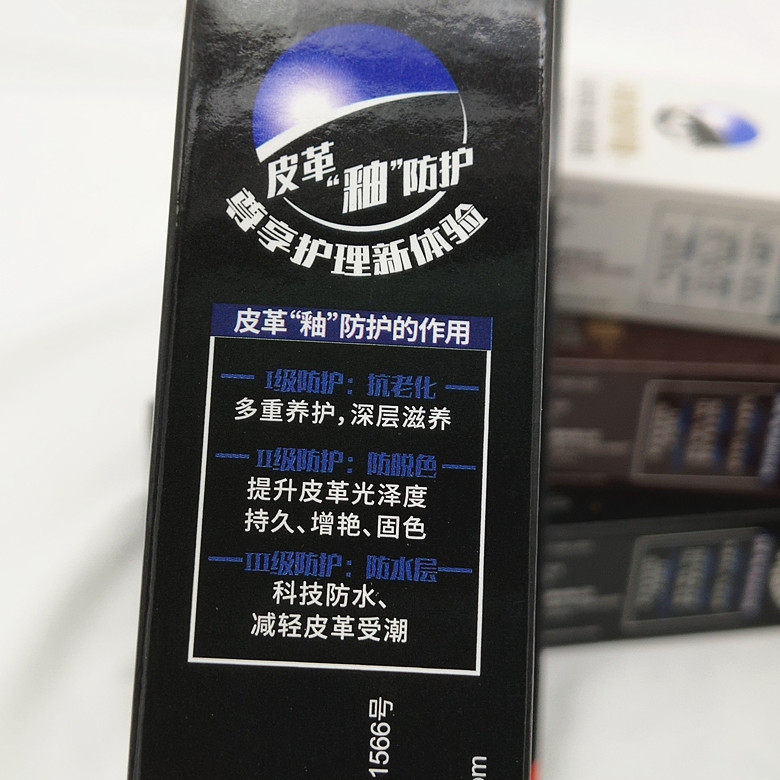 皮革“釉”防护
尊享护理新体验
皮革“釉”防护的作用
I级防护：抗老化
多重养护，深层滋养
II级防护：防脱色
提升皮革光泽度
持久、增艳、固色
III级防护：防水层
科技防水、
减轻皮革受潮
1566号
om